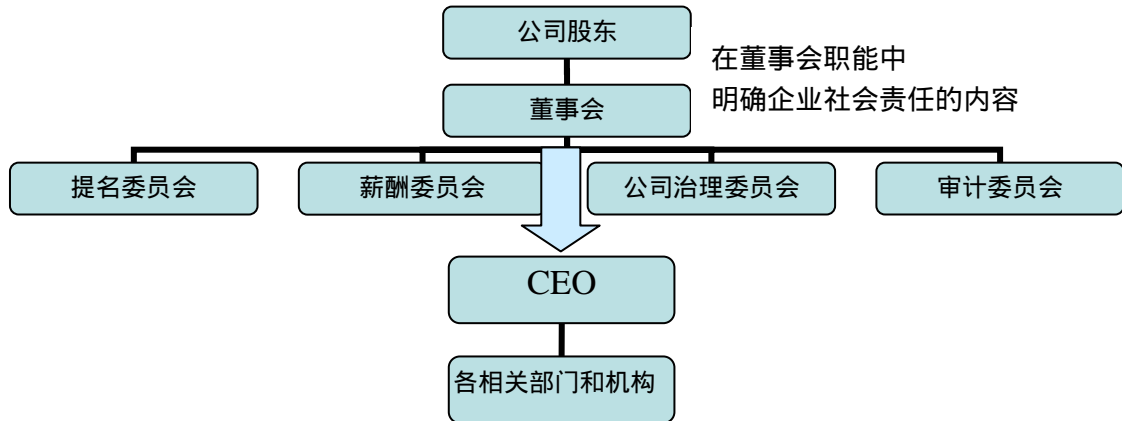 公司股东
在董事会职能中
明确企业社会责任的内容
董事会
提名委员会
薪酬委员会
公司治理委员会
审计委员会
CEO
各相关部门和机构